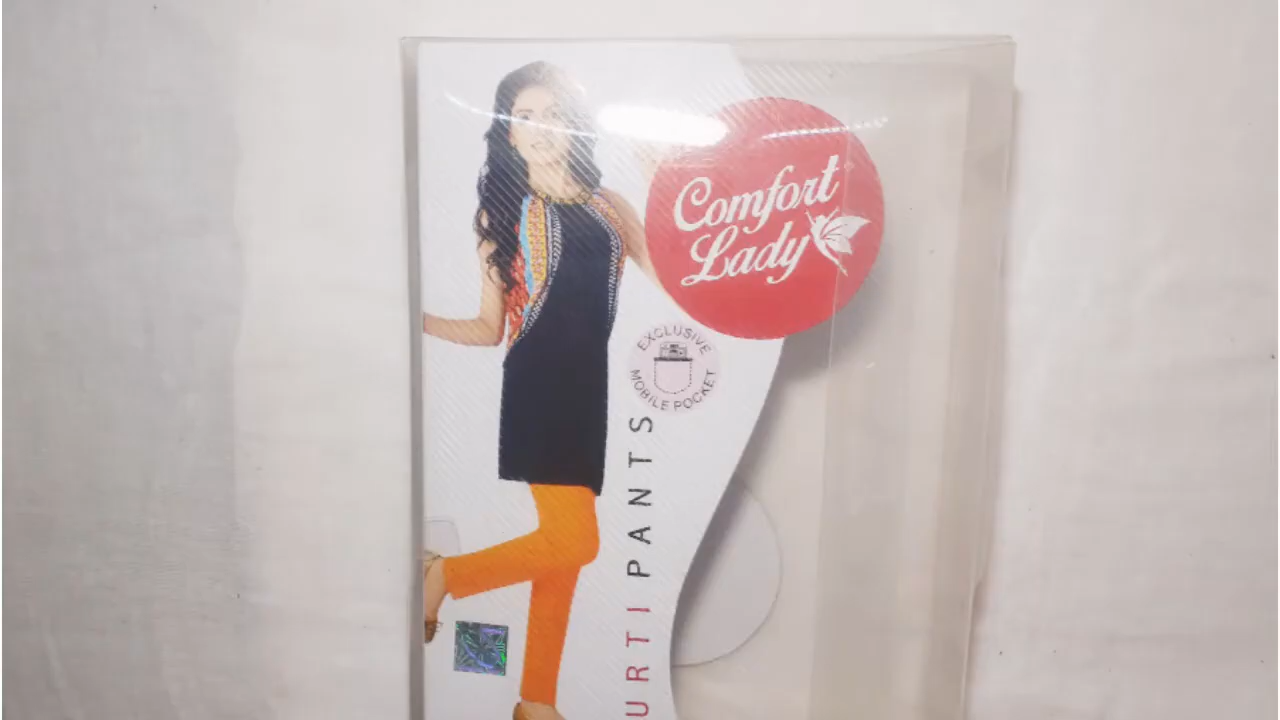 Comfort
Lady
EXCLUSIVE
MOBILE POCKET
URTI PANTS